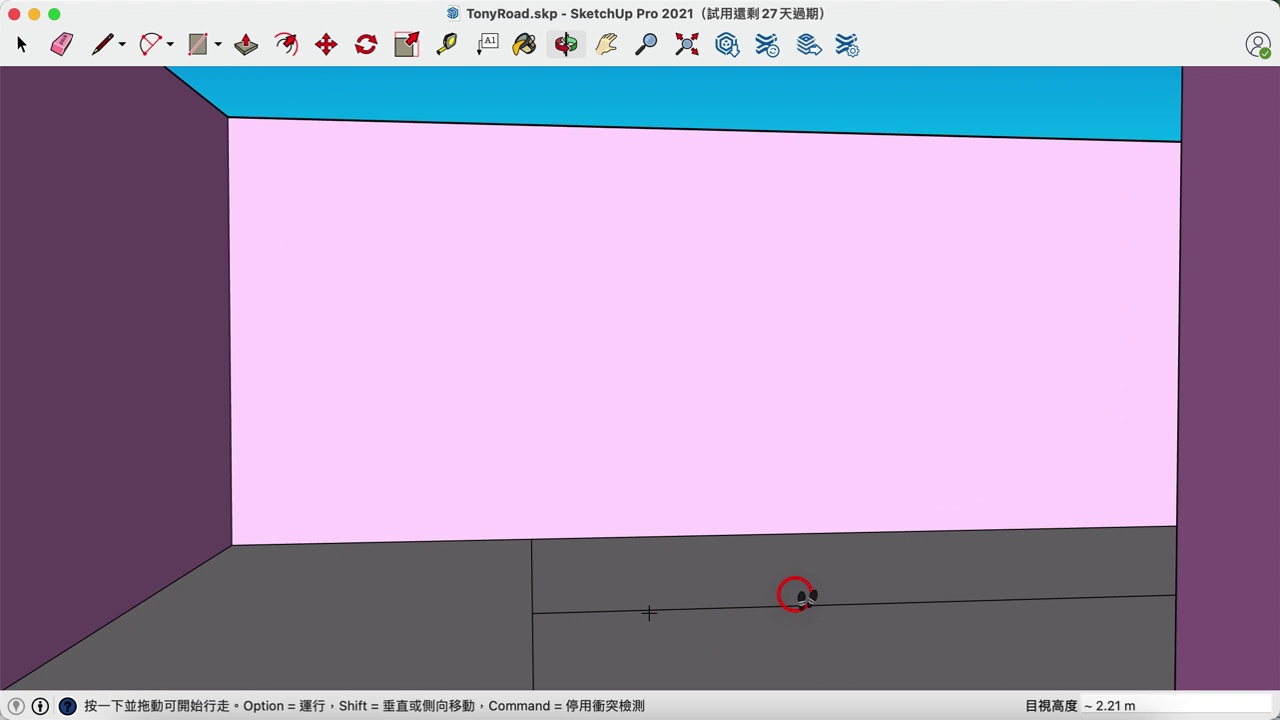 TonyRoad.skp - SketchUp Pro 2021（試用還剩 27 天過期）
A1
按一下並拖動可開始行走。Option = 運行，Shift = 垂直或側向移動，Command = 停用衝突檢測
目視高度 ~ 2.21 m